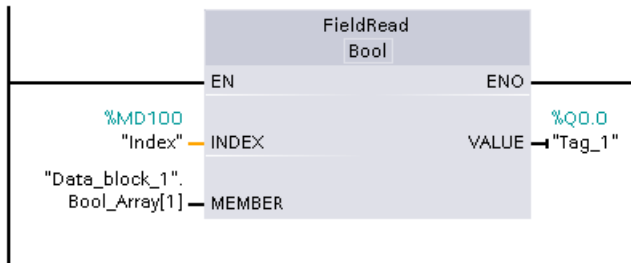 FieldRead
Bool
EN
ENO
%MD100
"Index"
INDEX
%Q0.0
VALUE
"Tag_1"
"Data_block_1".
Bool_Array[1]
MEMBER